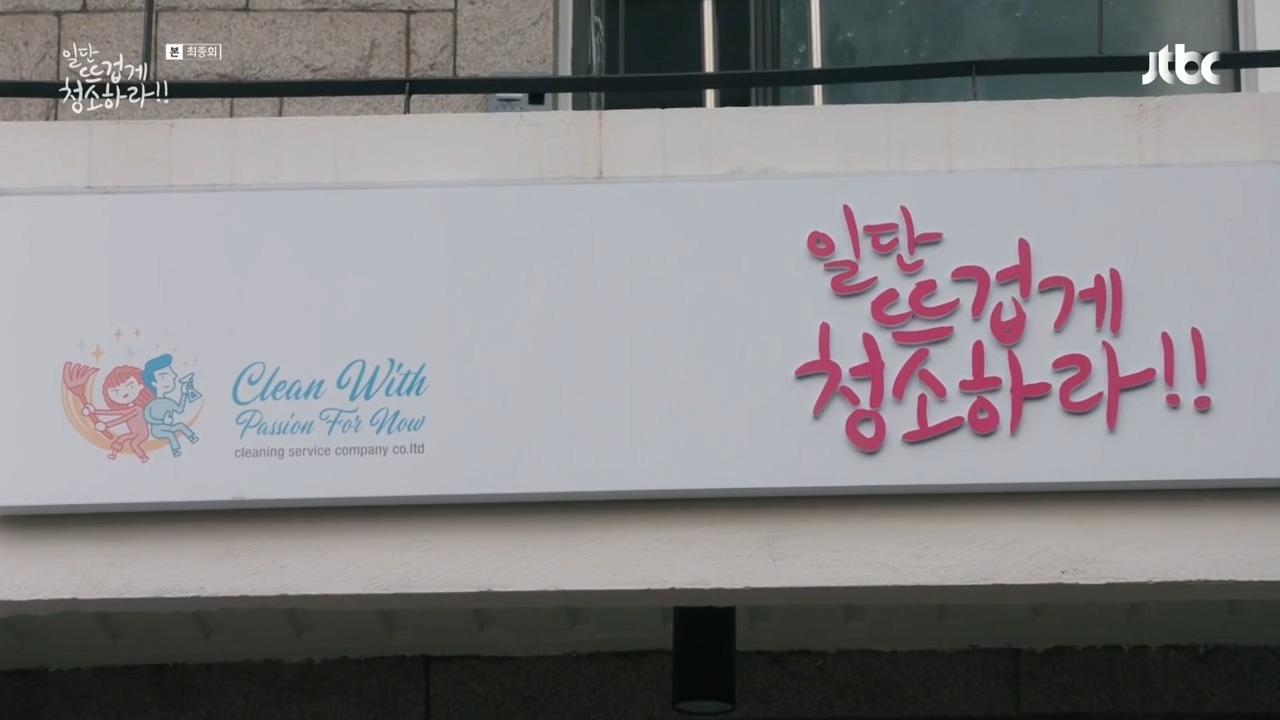 일단
뜨겁게
청소하라!!
본 최종회
jtbc
Clean With
Passion For Now
cleaning service company co.ltd
일단
뜨겁게
청소하라!!